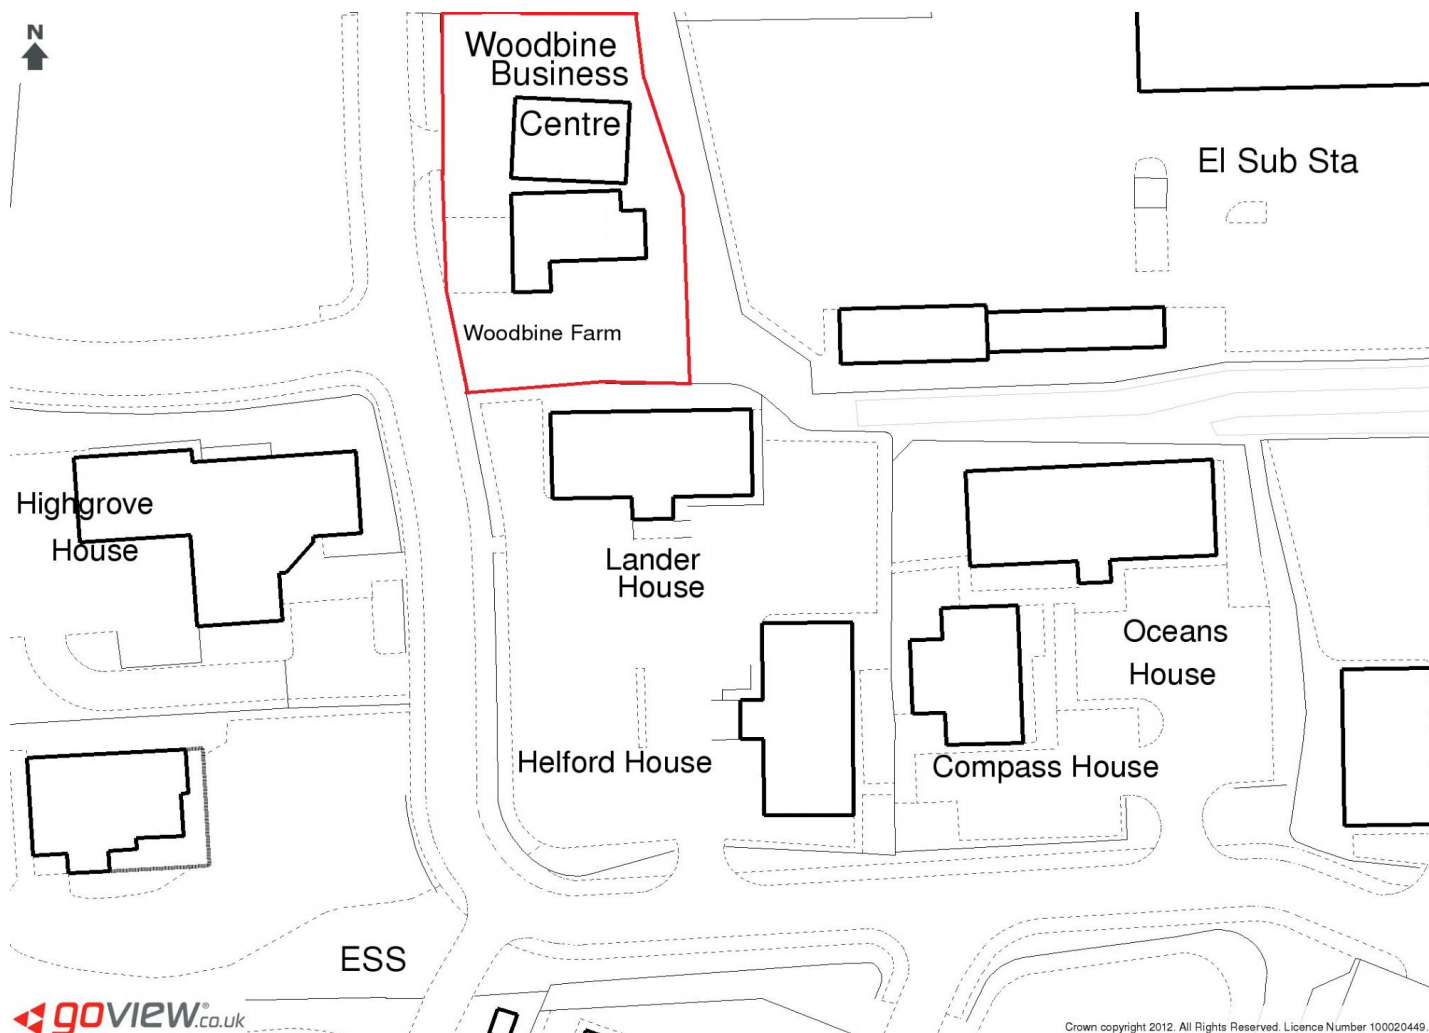 N
Woodbine
Business
Centre
El Sub Sta
Woodbine Farm
Highgrove
House
Lander
House
Oceans
House
Helford House
Compass House
ESS
goview®.co.uk
Crown copyright 2012. All Rights Reserved. Licence Number 100020449.